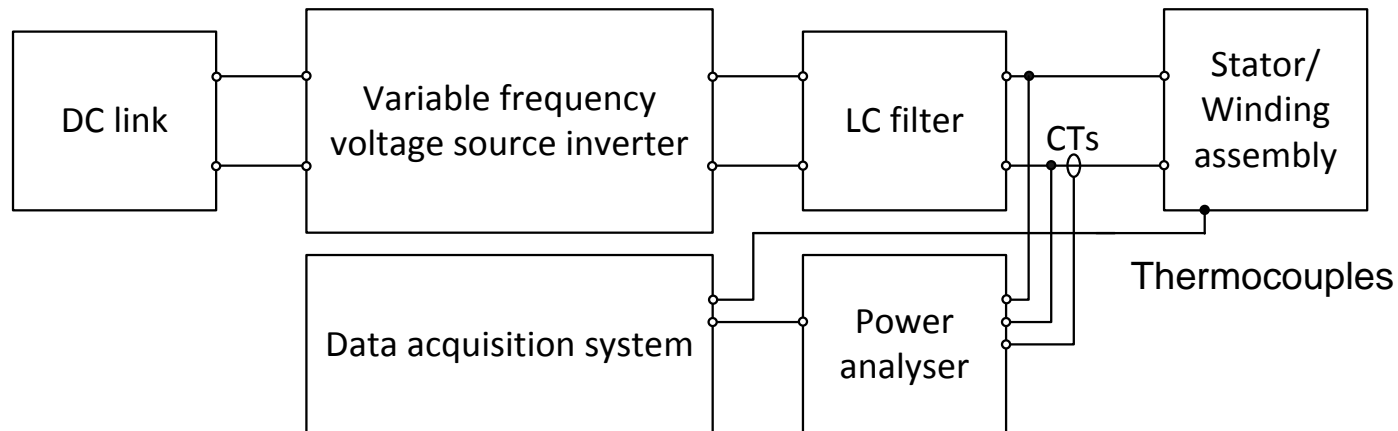 DC link
Variable frequency
voltage source inverter
LC filter
CTs
Stator/
Winding
assembly
Thermocouples
Data acquisition system
Power
analyser